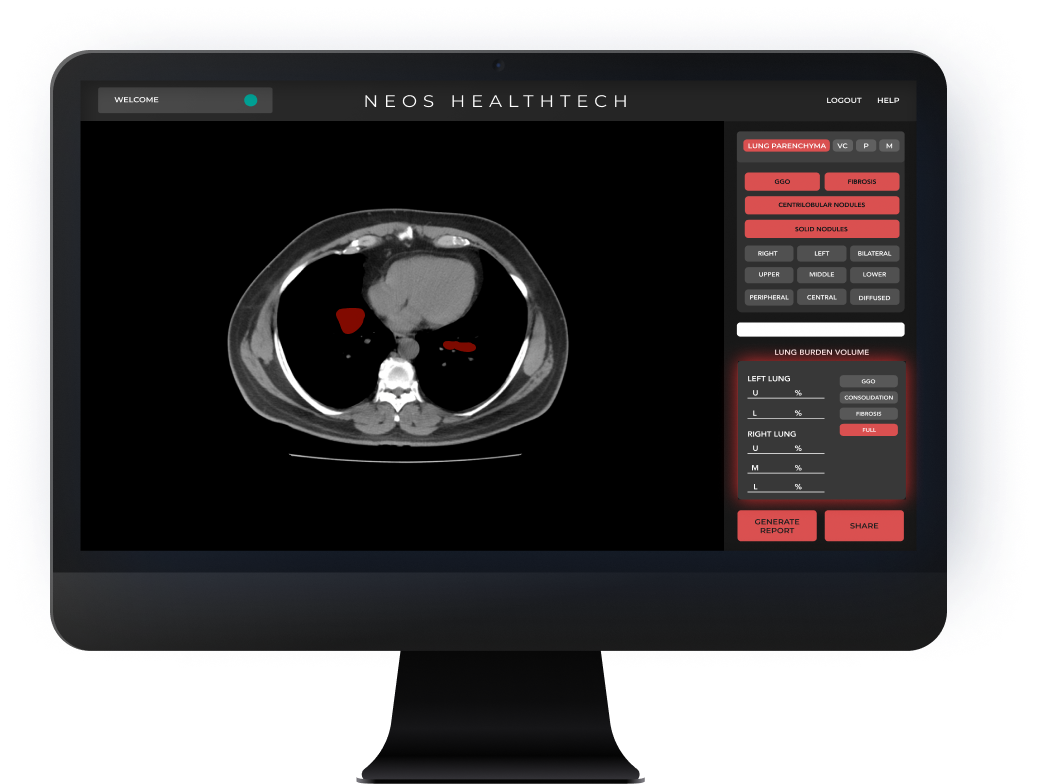 WELCOME
NEOS HEALTHTECH
LOGOUT HELP
LUNG PARENCHYMA VC P M
GGO FIBROSIS
CENTRILOBULAR NODULES
SOLID NODULES
RIGHT LEFT BILATERAL
UPPER MIDDLE LOWER
PERIPHERAL CENTRAL DIFFUSED
LUNG BURDEN VOLUME
LEFT LUNG
U %
L %
RIGHT LUNG
U %
M %
L %
GGO
CONSOLIDATION
FIBROSIS
FULL
GENERATE
REPORT
SHARE